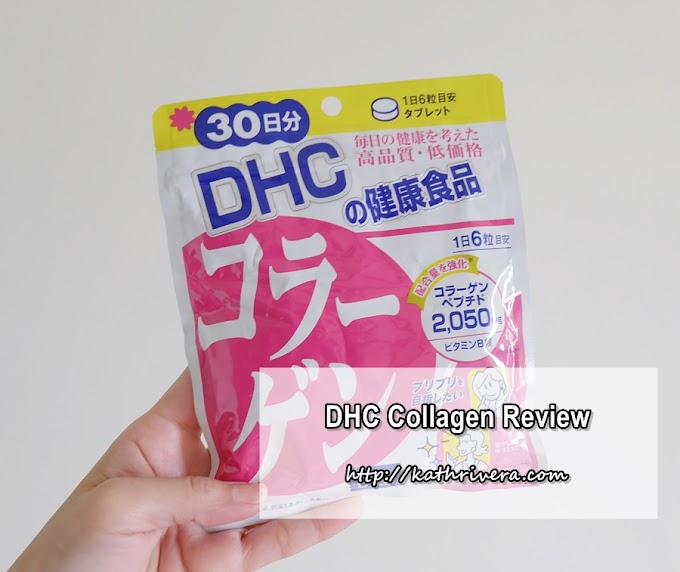 30日分
1日6粒目安
タブレット
毎日の健康を考えた
高品質・低価格
DHC
の健康食品
1日6粒目安
配合量を強化
コラーゲン
ペプチド
2,050
ビタミンB
コラー
ゲン
プリプリを
目指したい
DHC Collagen Review
http://kathrivera.com